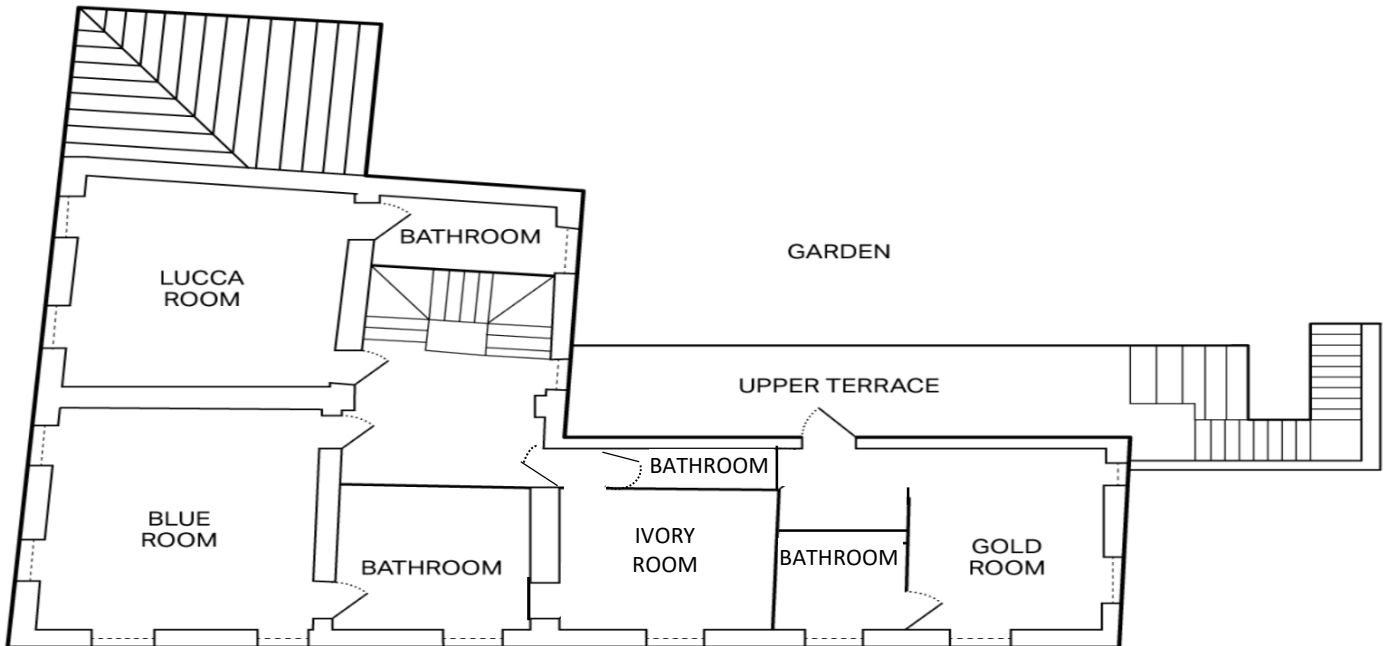 BATHROOM
GARDEN
LUCCA
ROOM
UPPER TERRACE
BATHROOM
BLUE
ROOM
BATHROOM
IVORY
ROOM
BATHROOM
GOLD
ROOM